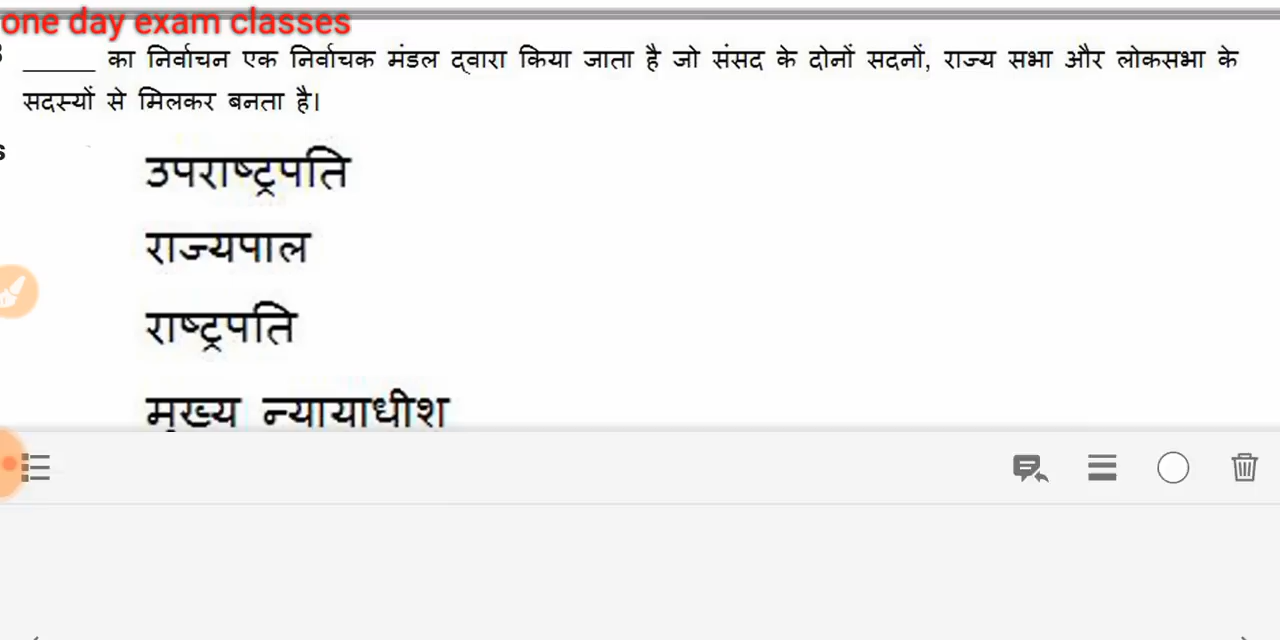 one day exam classes
_____ का निर्वाचन एक निर्वाचक मंडल द्वारा किया जाता है जो संसद के दोनों सदनों, राज्य सभा और लोकसभा के
सदस्यों से मिलकर बनता है।
उपराष्ट्रपति
राज्यपाल
राष्ट्रपति
मुख्य न्यायाधीश